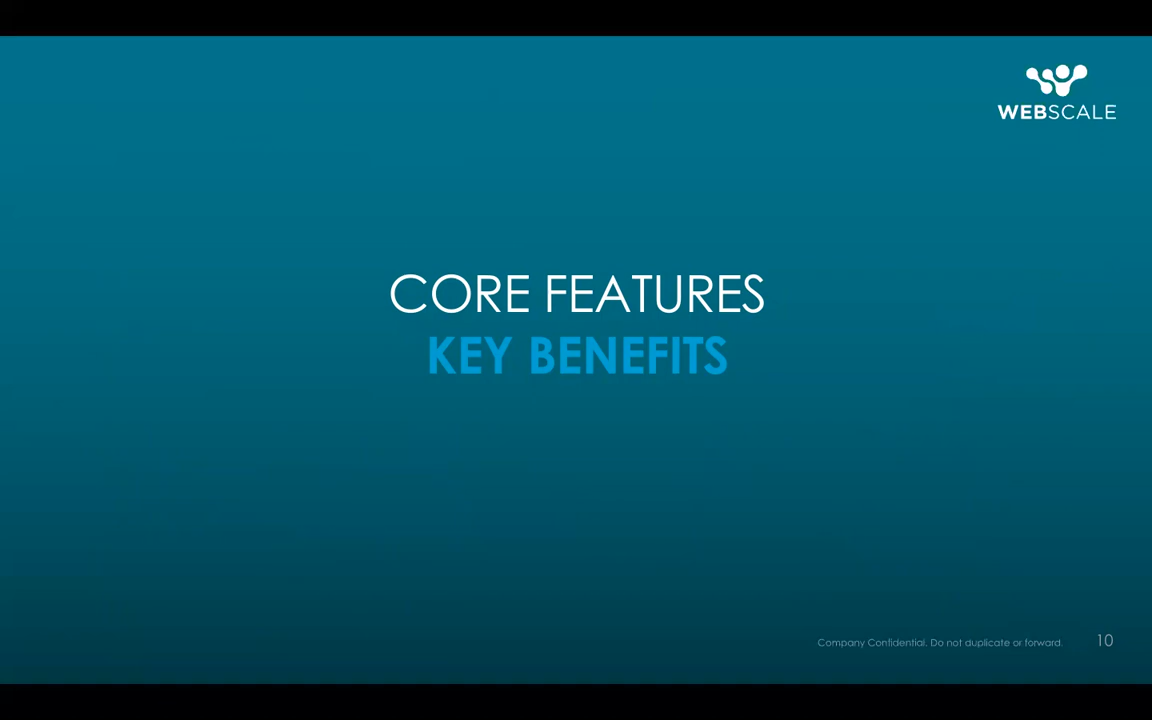 WEBSCALE
CORE FEATURES
KEY BENEFITS
Company Confidential. Do not duplicate or forward.
10